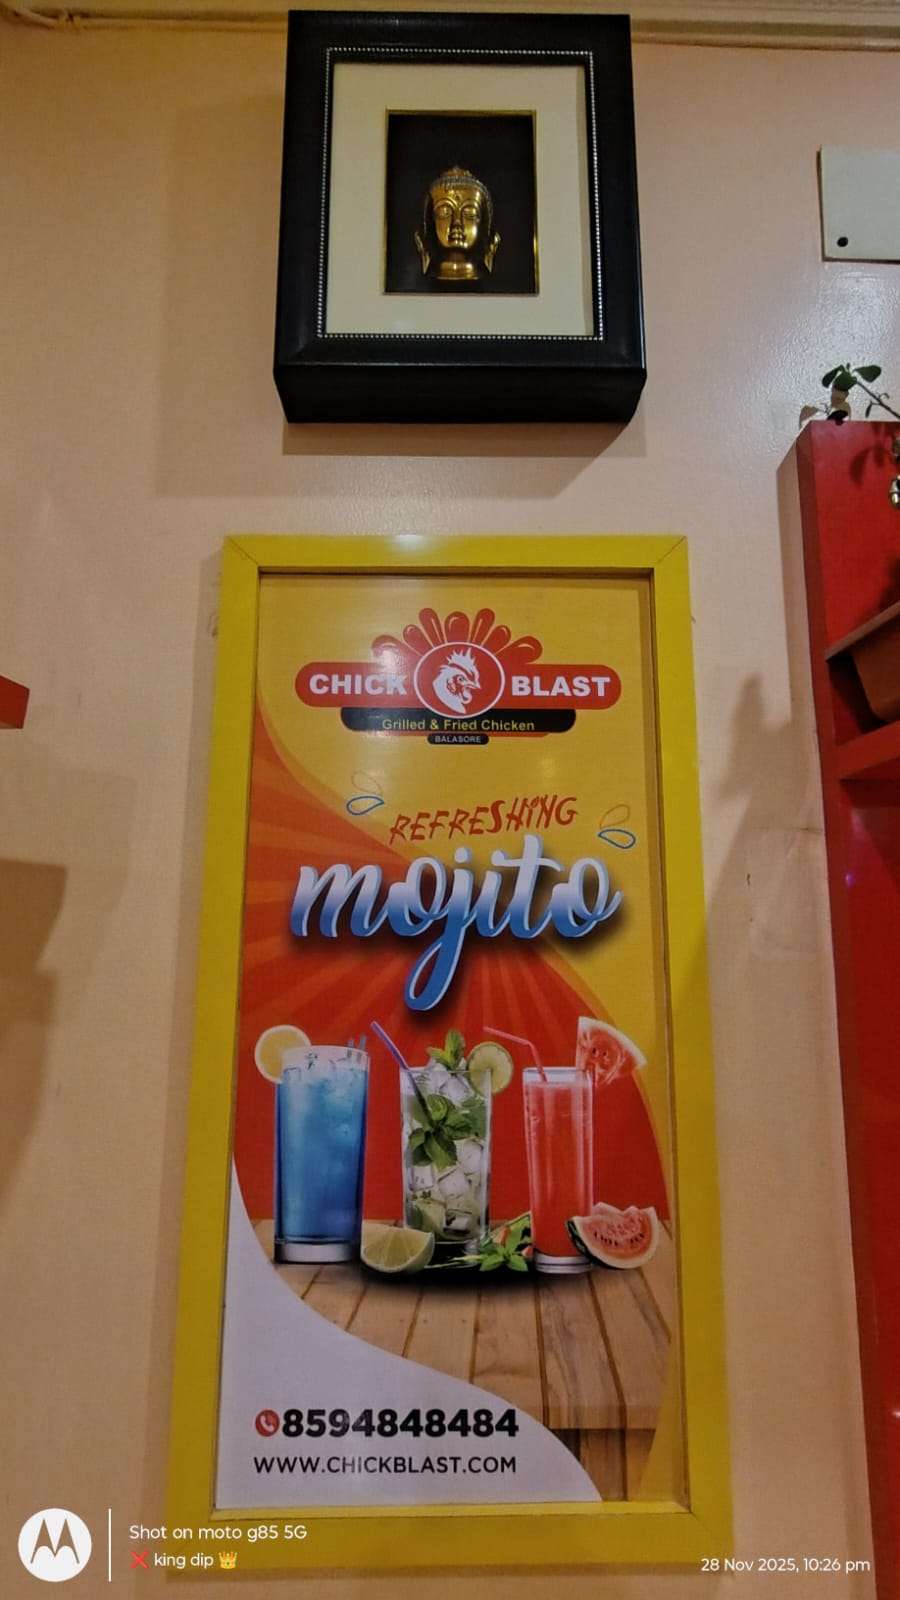 CHICK BLAST
Grilled & Fried Chicken
BALASORE
REFRESHING
mojito
8594848484
WWW.CHICKBLAST.COM
Shot on moto g85 5G
❌ king dip 👑
28 Nov 2025, 10:26 pm